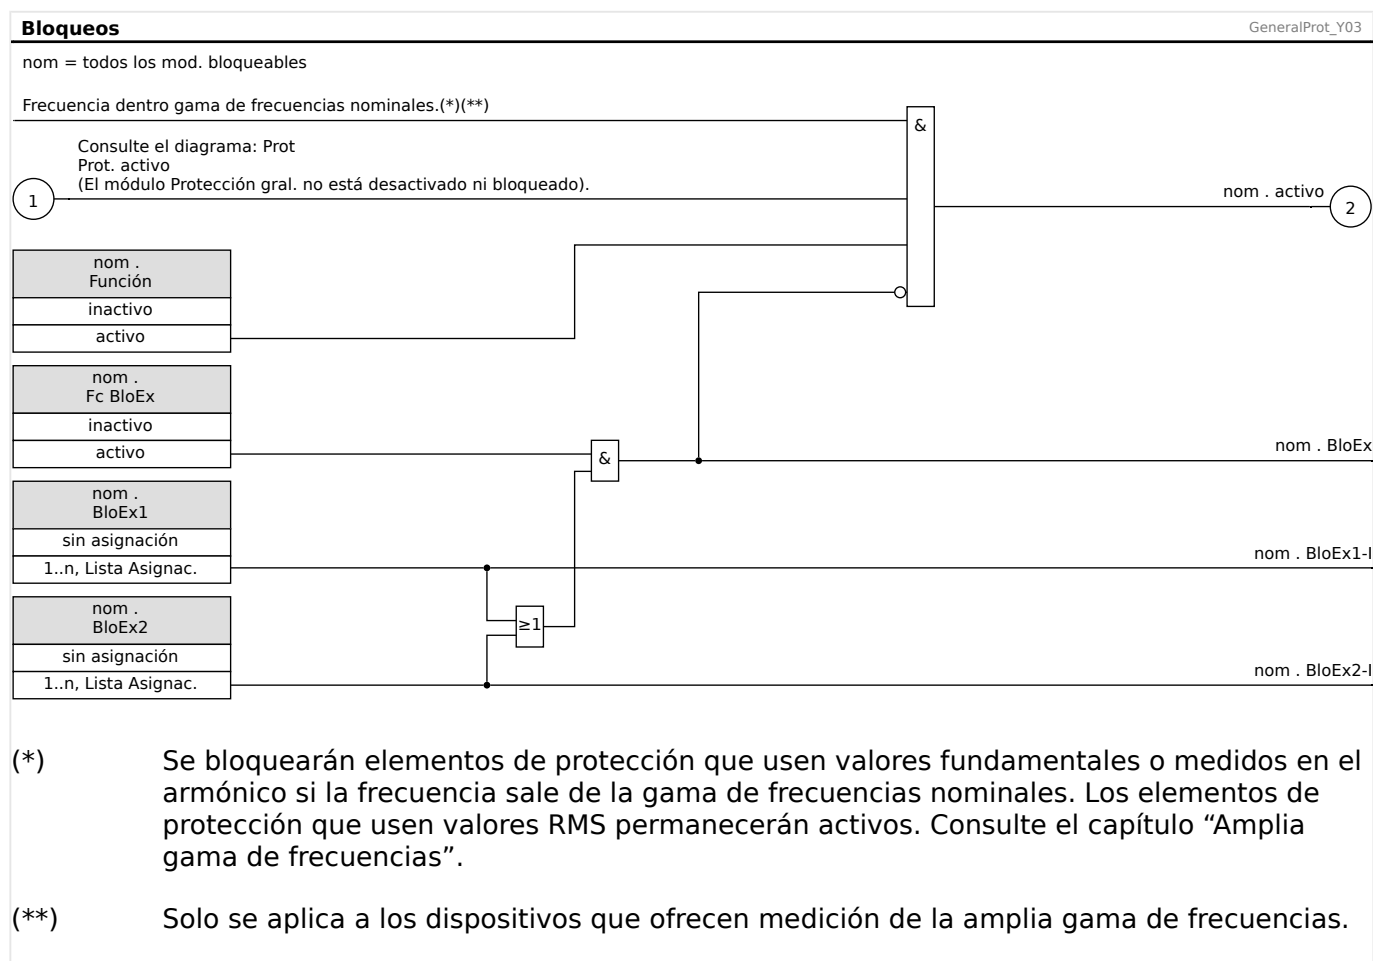 Bloqueos
GeneralProt_Y03
nom = todos los mod. bloqueables
Frecuencia dentro gama de frecuencias nominales.(*)(**)
&
Consulte el diagrama: Prot
Prot. activo
(El módulo Protección gral. no está desactivado ni bloqueado).
1
nom . activo
2
nom .
Función
inactivo
activo
nom .
Fc BloEx
inactivo
activo
&
nom . BloEx
nom .
BloEx1
sin asignación
1..n, Lista Asignac.
nom . BloEx1-I
nom .
BloEx2
≥1
sin asignación
1..n, Lista Asignac.
nom . BloEx2-I
(*) Se bloquearán elementos de protección que usen valores fundamentales o medidos en el
armónico si la frecuencia sale de la gama de frecuencias nominales. Los elementos de
protección que usen valores RMS permanecerán activos. Consulte el capítulo “Amplia
gama de frecuencias”.
(**) Solo se aplica a los dispositivos que ofrecen medición de la amplia gama de frecuencias.